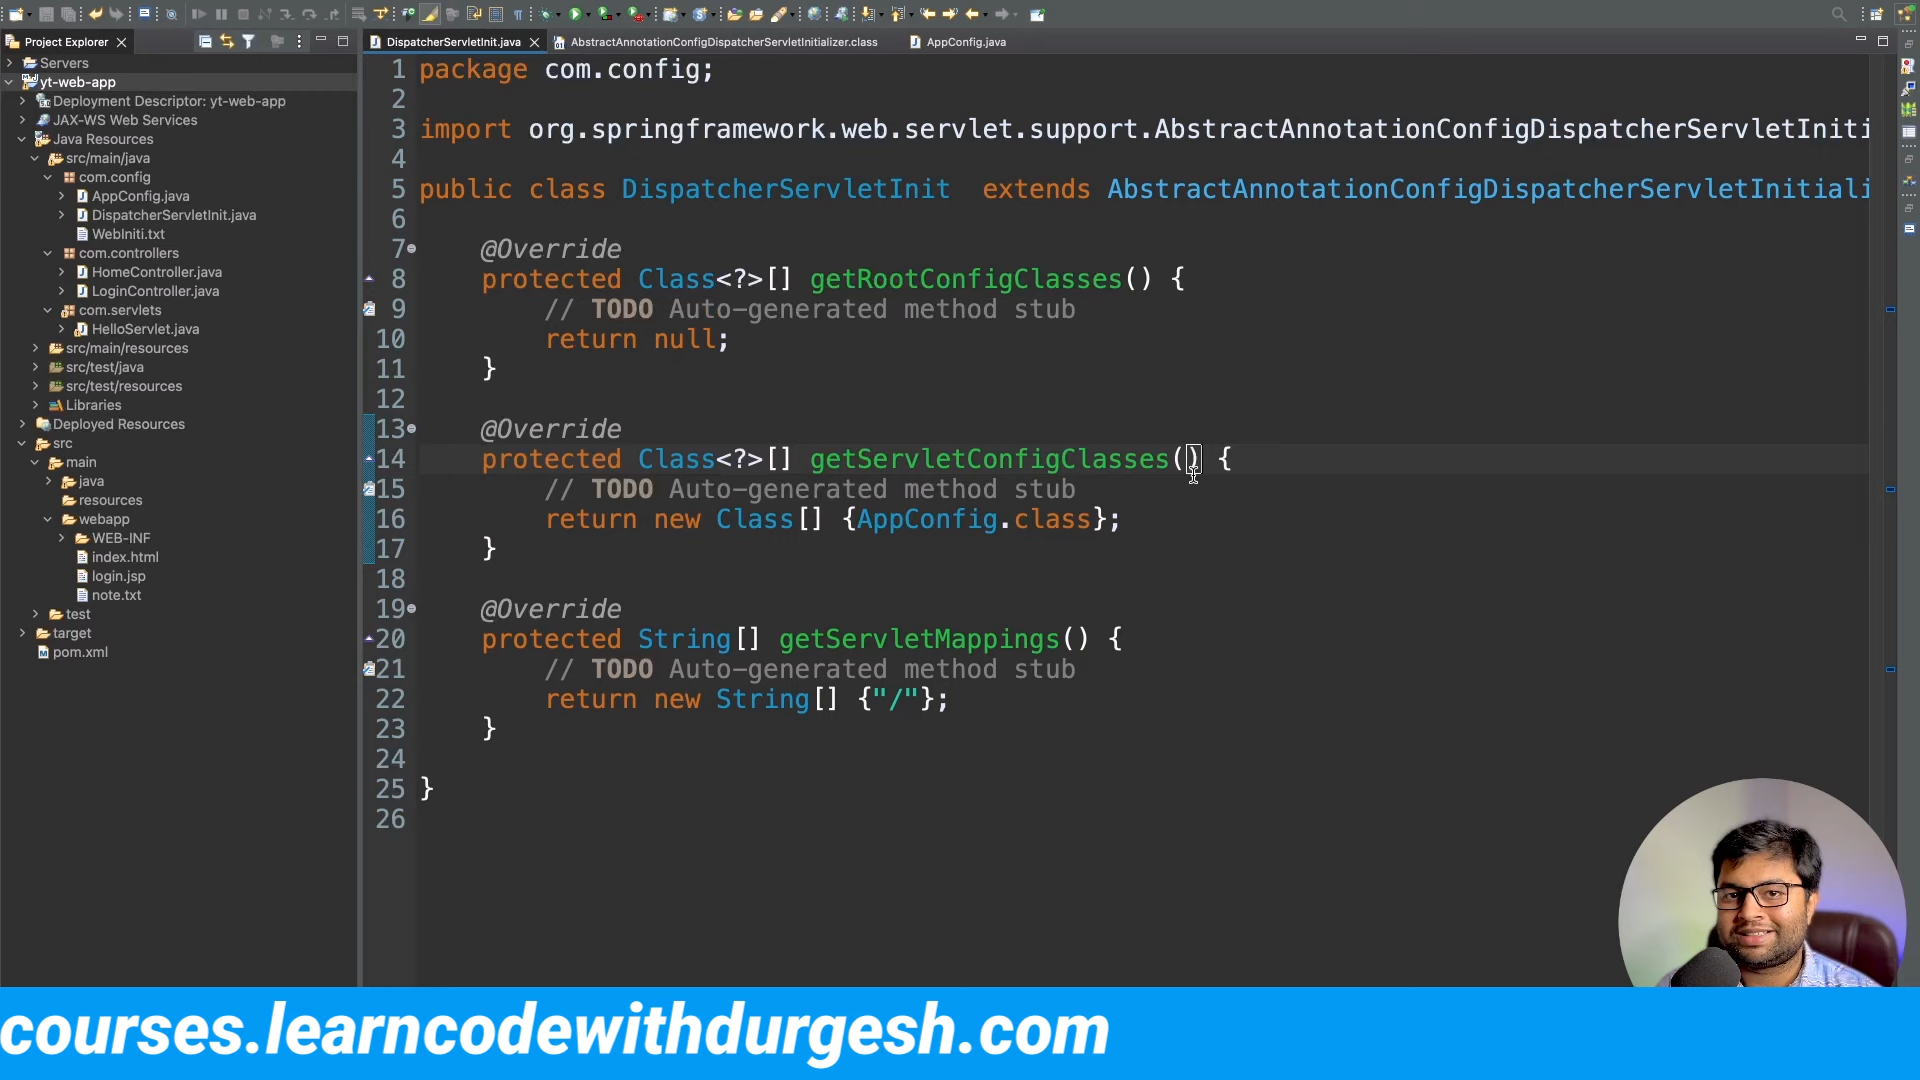 Project Explorer
DispatcherServletInit.java
AbstractAnnotationConfigDispatcherServletInitializer.class
AppConfig.java
Servers
yt-web-app
Deployment Descriptor: yt-web-app
JAX-WS Web Services
Java Resources
src/main/java
com.config
AppConfig.java
DispatcherServletInit.java
WebIniti.txt
com.controllers
HomeController.java
LoginController.java
com.servlets
HelloServlet.java
src/main/resources
src/test/java
src/test/resources
Libraries
Deployed Resources
src
main
java
resources
webapp
WEB-INF
index.html
login.jsp
note.txt
test
target
pom.xml
1 package com.config;
2
3 import org.springframework.web.servlet.support.AbstractAnnotationConfigDispatcherServletIniti
4
5 public class DispatcherServletInit  extends AbstractAnnotationConfigDispatcherServletInitiali
6
7 @Override
8 protected Class<?>[] getRootConfigClasses() {
9 // TODO Auto-generated method stub
10 return null;
11 }
12
13 @Override
14 protected Class<?>[] getServletConfigClasses() {
15 // TODO Auto-generated method stub
16 return new Class[] {AppConfig.class};
17 }
18
19 @Override
20 protected String[] getServletMappings() {
21 // TODO Auto-generated method stub
22 return new String[] {"/"};
23 }
24
25 }
26
courses.learncodewithdurgesh.com